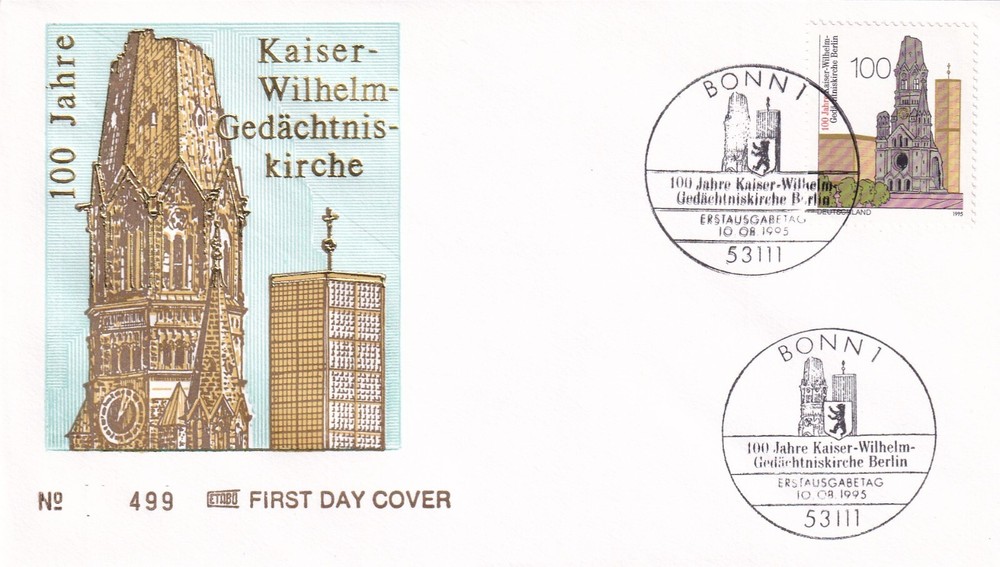 100 Jahre
Kaiser-
Wilhelm-
Gedächtnis-
kirche
Nº 499 ETABÖ FIRST DAY COVER
BONN 1
100 Jahre Kaiser-Wilhelm-
Gedächtniskirche Berlin
ERSTAUSGABETAG
10.08.1995
53111
100
100 Jahre Kaiser-Wilhelm-
Gedächtniskirche Berlin
DEUTSCHLAND
1995
BONN 1
100 Jahre Kaiser-Wilhelm-
Gedächtniskirche Berlin
ERSTAUSGABETAG
10.08.1995
53111